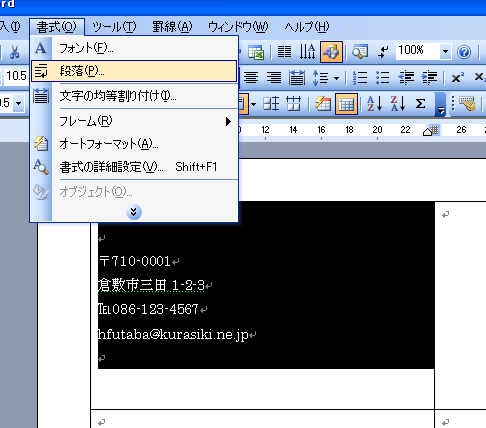 rd
入(I) 書式(O) ツール(T) 罫線(A) ウィンドウ(W) ヘルプ(H)
フォント(F)...
100%
10.5
段落(P)...
文字の均等割り付け(I)...
0.5
フレーム(R)
オートフォーマット(A)...
10 12 14 16 18 20 22 26
書式の詳細設定(V)... Shift+F1
オブジェクト(O)...
〒710-0001
倉敷市三田 1-2-3
℡086-123-4567
hfutaba@kurasiki.ne.jp